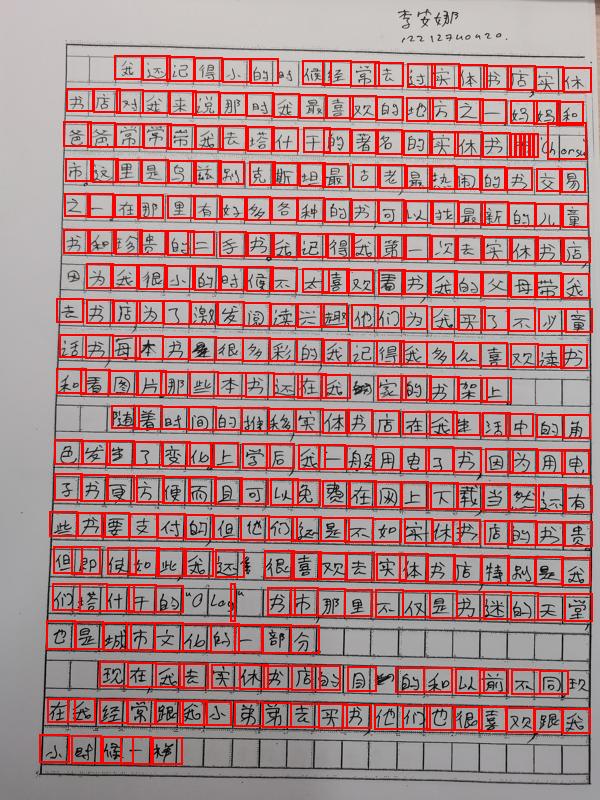 李安娜
12212740920.
我还记得小的时候经常去过实体书店,实休
书店对我来说那时我最喜欢的地方之一,妈妈和
爸爸常常带我去塔什干的著名的实休书 "Chorsu
市,这里是乌兹别克斯坦最古老,最热闹的书交易
之一.在那里有好多各种的书,可以找最新的儿童
书和珍贵的二手书。我记得我第一次去实休书店,
因为我很小的时候不太喜欢看书,我的父母带我
去书店,为了激发阅读兴趣他们为我买了不少童
话书,每本书是很多彩的,我记得我多么喜欢读书
和看图片.那些本书还在我的家的书架上.
随着时间的推移,实体书店在我生活中的角
色发生了变化.上学后,我一般用电子书,因为用电
子书更方便而且可以免费在网上下载,当然还有
些书要支付的,但他们还是不如实休书店的书贵.
但即使如此,我还是很喜欢去实体书店,特别是我
们塔什干的"O'log'" 书市,那里不仅是书迷的天堂,
也是城市文化的一部分
现在,我去实休书店的目的和以前不同,现
在我经常跟我小弟弟去买书,他们也很喜欢,跟我
小时候一样